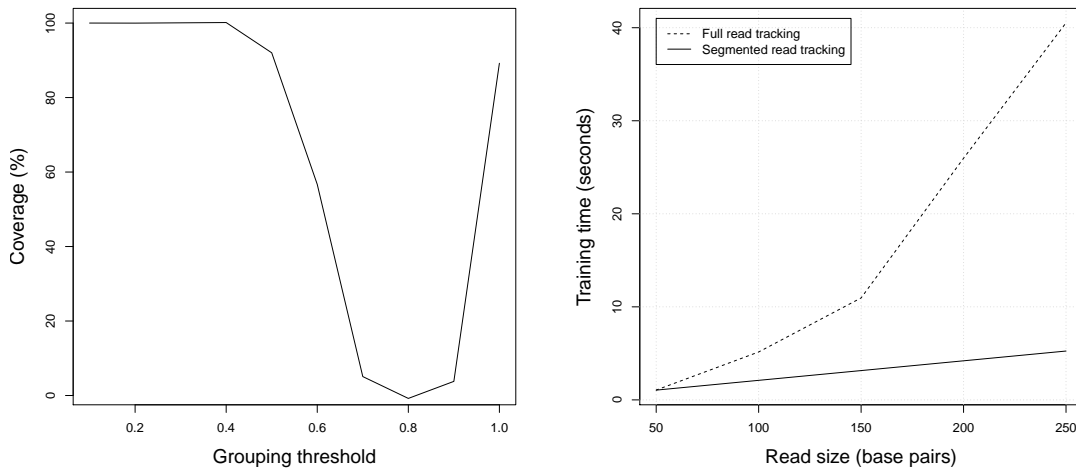 100
80
60
40
20
0
Coverage (%)
0.2 0.4 0.6 0.8 1.0
Grouping threshold
Full read tracking
Segmented read tracking
40
30
20
10
0
Training time (seconds)
50 100 150 200 250
Read size (base pairs)